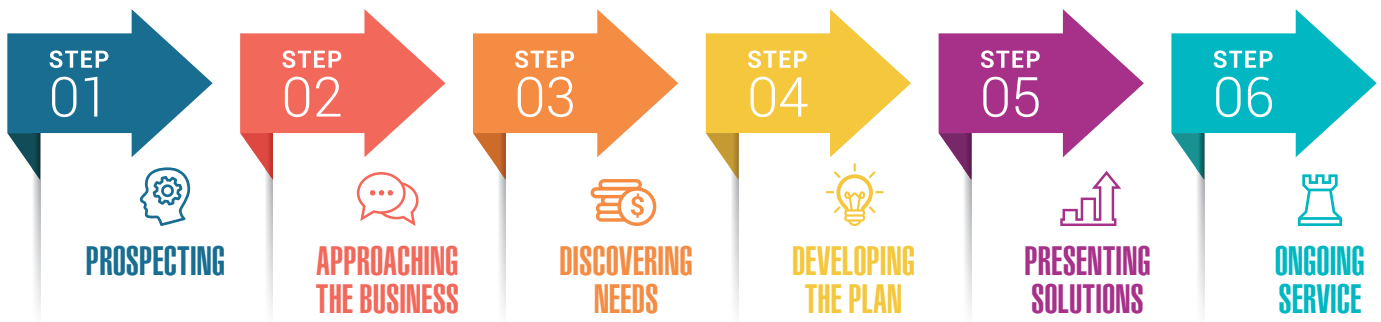 STEP
01
PROSPECTING
STEP
02
APPROACHING
THE BUSINESS
STEP
03
$
DISCOVERING
NEEDS
STEP
04
DEVELOPING
THE PLAN
STEP
05
PRESENTING
SOLUTIONS
STEP
06
ONGOING
SERVICE